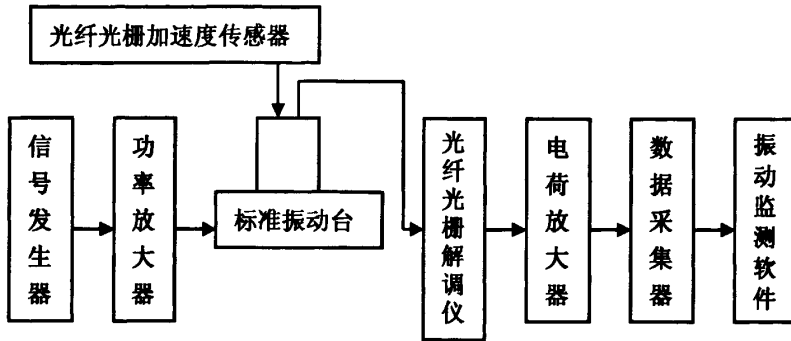 光纤光栅加速度传感器
信号发生器
功率放大器
标准振动台
光纤光栅解调仪
电荷放大器
数据采集器
振动监测软件